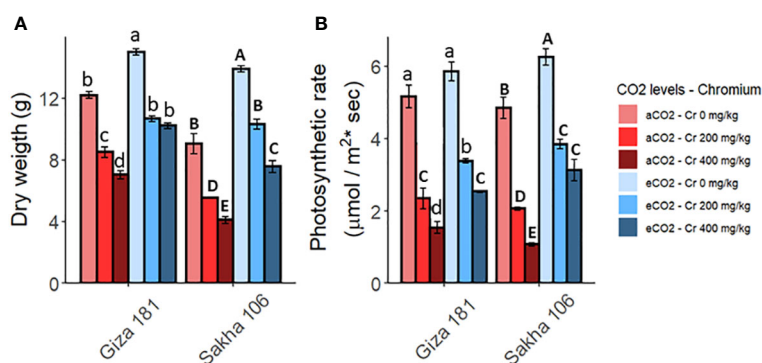 A
Dry weigth (g)
12
8
4
0
b
c
d
a
b
b
B
D
E
A
B
C
Giza 181
Sakha 106
B
Photosynthetic rate
(μmol / m²* sec)
6
4
2
0
a
c
d
a
b
c
B
D
E
A
C
C
Giza 181
Sakha 106
CO2 levels - Chromium
aCO2 - Cr 0 mg/kg
aCO2 - Cr 200 mg/kg
aCO2 - Cr 400 mg/kg
eCO2 - Cr 0 mg/kg
eCO2 - Cr 200 mg/kg
eCO2 - Cr 400 mg/kg